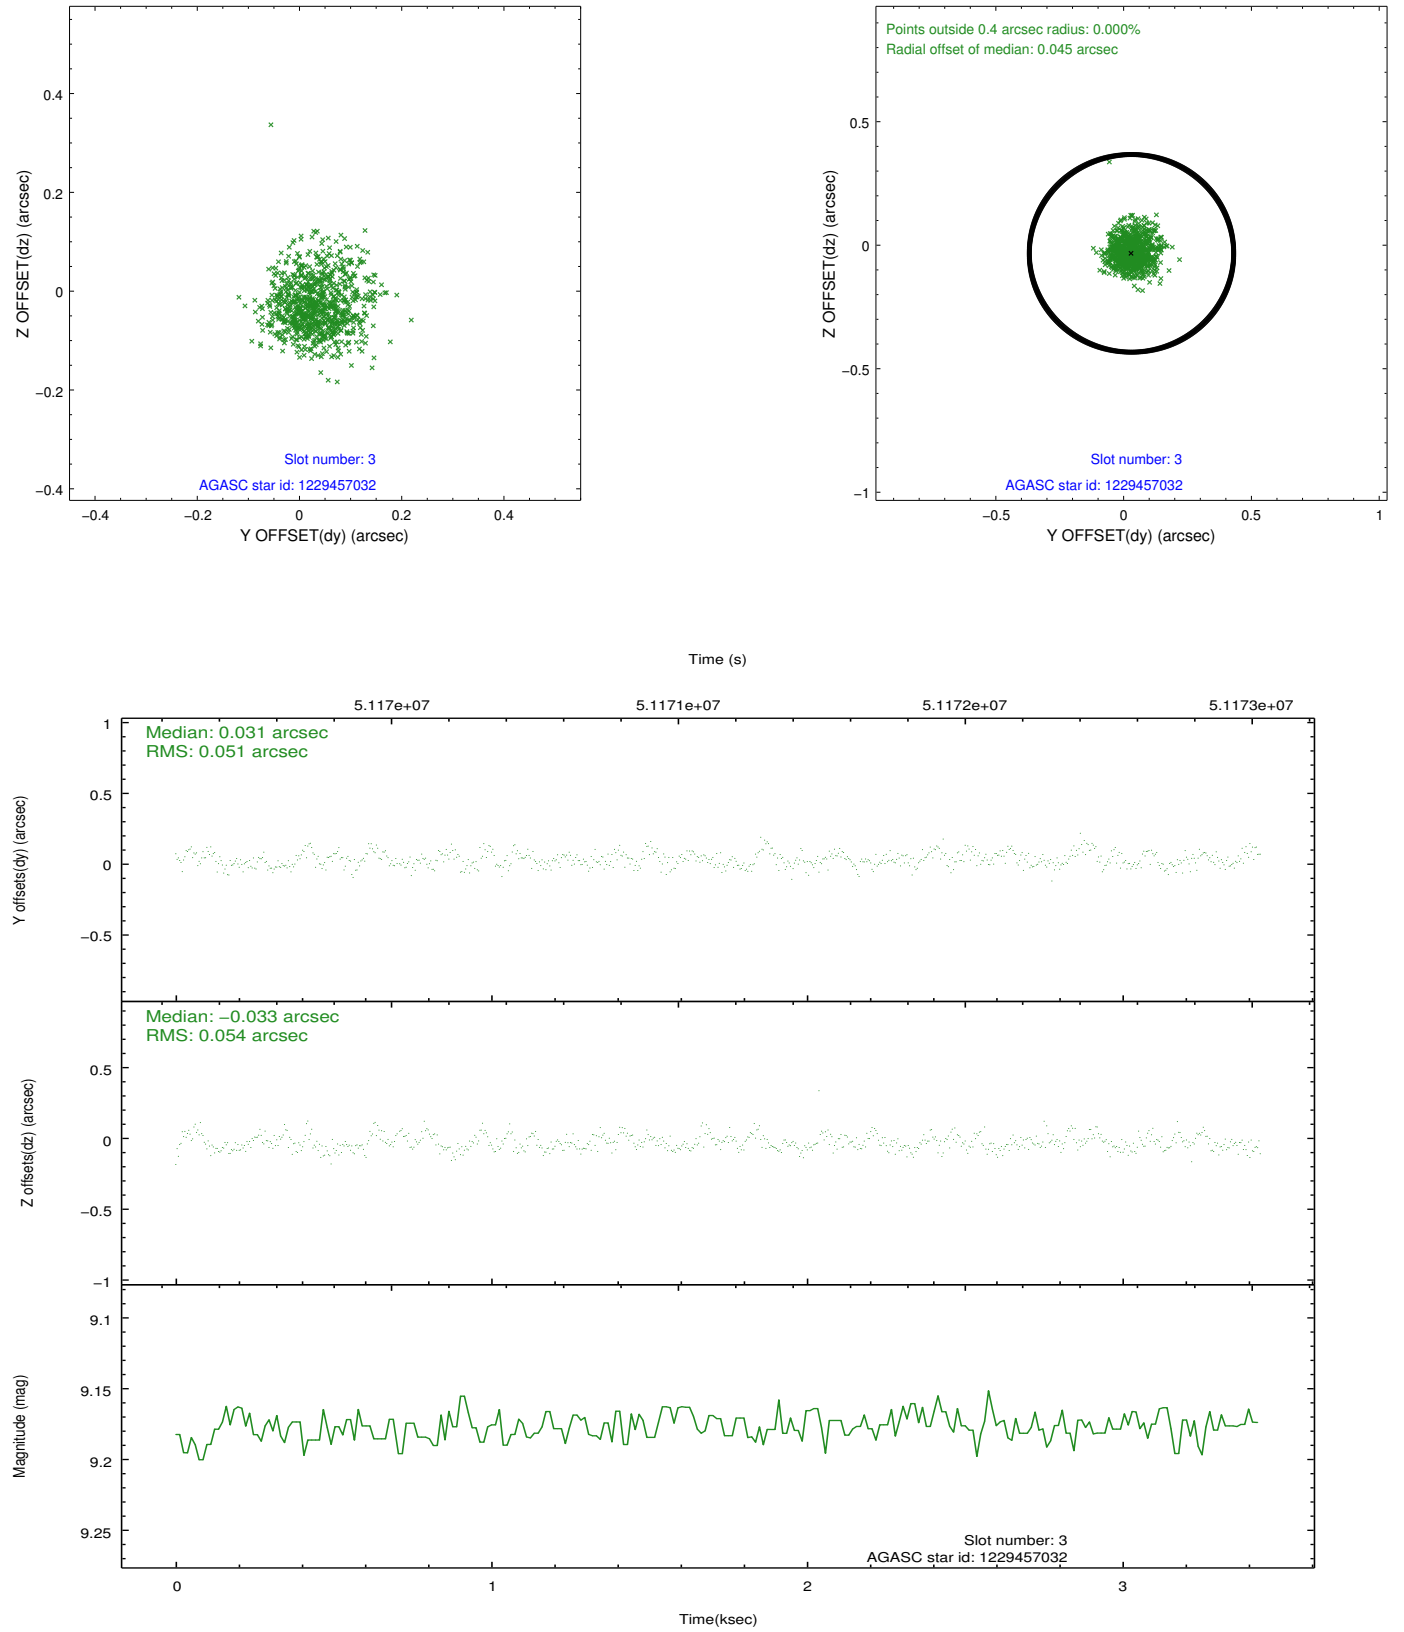 0.4
0.2
0
−0.2
−0.4
Z OFFSET(dz) (arcsec)
Slot number: 3
AGASC star id: 1229457032
−0.4 −0.2 0 0.2 0.4
Y OFFSET(dy) (arcsec)
Points outside 0.4 arcsec radius: 0.000%
Radial offset of median: 0.045 arcsec
0.5
0
−0.5
−1
Z OFFSET(dz) (arcsec)
Slot number: 3
AGASC star id: 1229457032
−0.5 0 0.5 1
Y OFFSET(dy) (arcsec)
Time (s)
5.117e+07 5.1171e+07 5.1172e+07 5.1173e+07
Median: 0.031 arcsec
RMS: 0.051 arcsec
1
0.5
0
−0.5
Y offsets(dy) (arcsec)
Median: −0.033 arcsec
RMS: 0.054 arcsec
0.5
0
−0.5
−1
Z offsets(dz) (arcsec)
9.1
9.15
9.2
9.25
Magnitude (mag)
Slot number: 3
AGASC star id: 1229457032
0 1 2 3
Time(ksec)